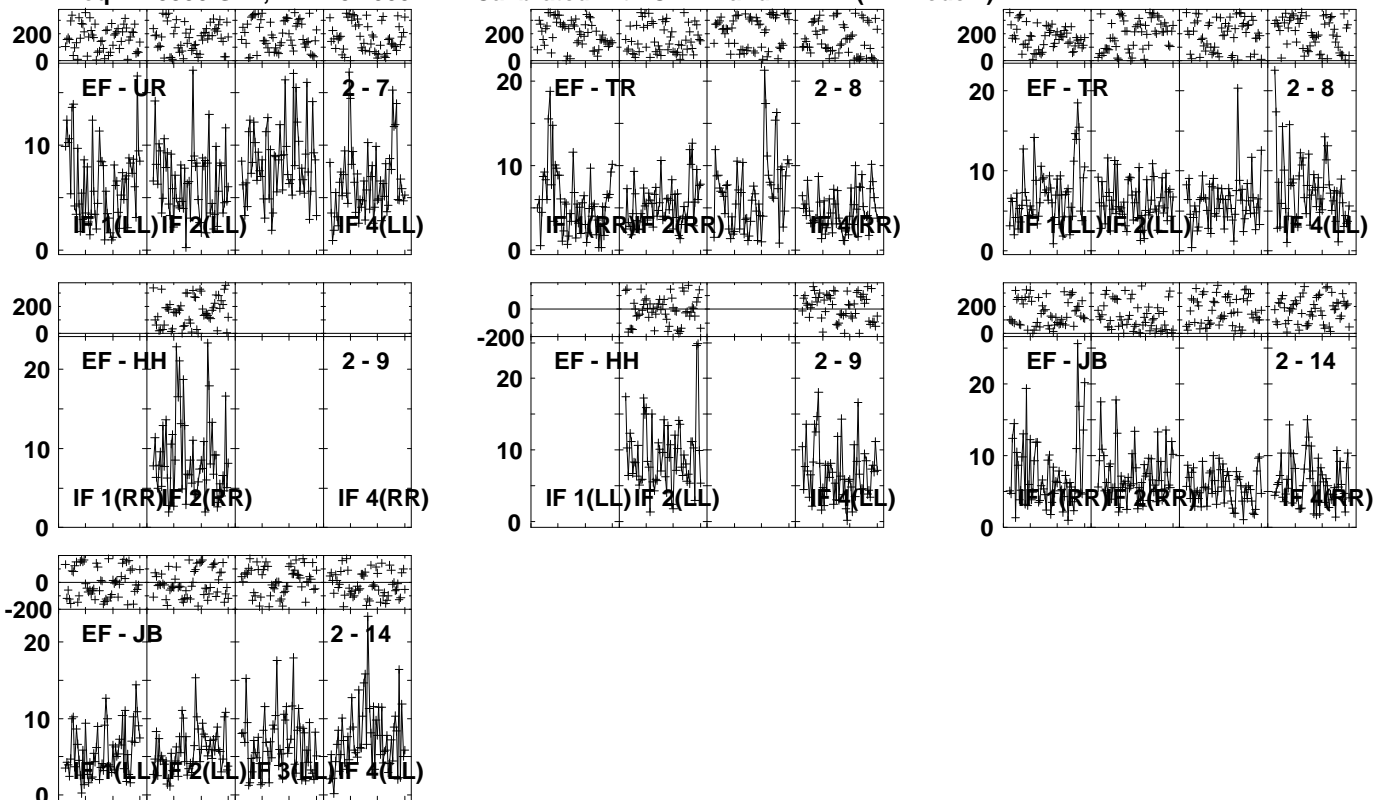 200
0
EF - UR 2 - 7
10
IF 1(LL) IF 2(LL) IF 4(LL)
0
200
0
EF - TR 2 - 8
20
10
IF 1(RR) IF 2(RR) IF 4(RR)
0
200
0
EF - TR 2 - 8
20
10
IF 1(LL) IF 2(LL) IF 4(LL)
0
200
0
EF - HH 2 - 9
20
10
IF 1(RR) IF 2(RR) IF 4(RR)
0
0
-200
EF - HH 2 - 9
20
10
IF 1(LL) IF 2(LL) IF 4(LL)
0
200
0
EF - JB 2 - 14
20
10
IF 1(RR) IF 2(RR) IF 4(RR)
0
0
-200
EF - JB 2 - 14
20
10
IF 1(LL) IF 2(LL) IF 3(LL) IF 4(LL)
0